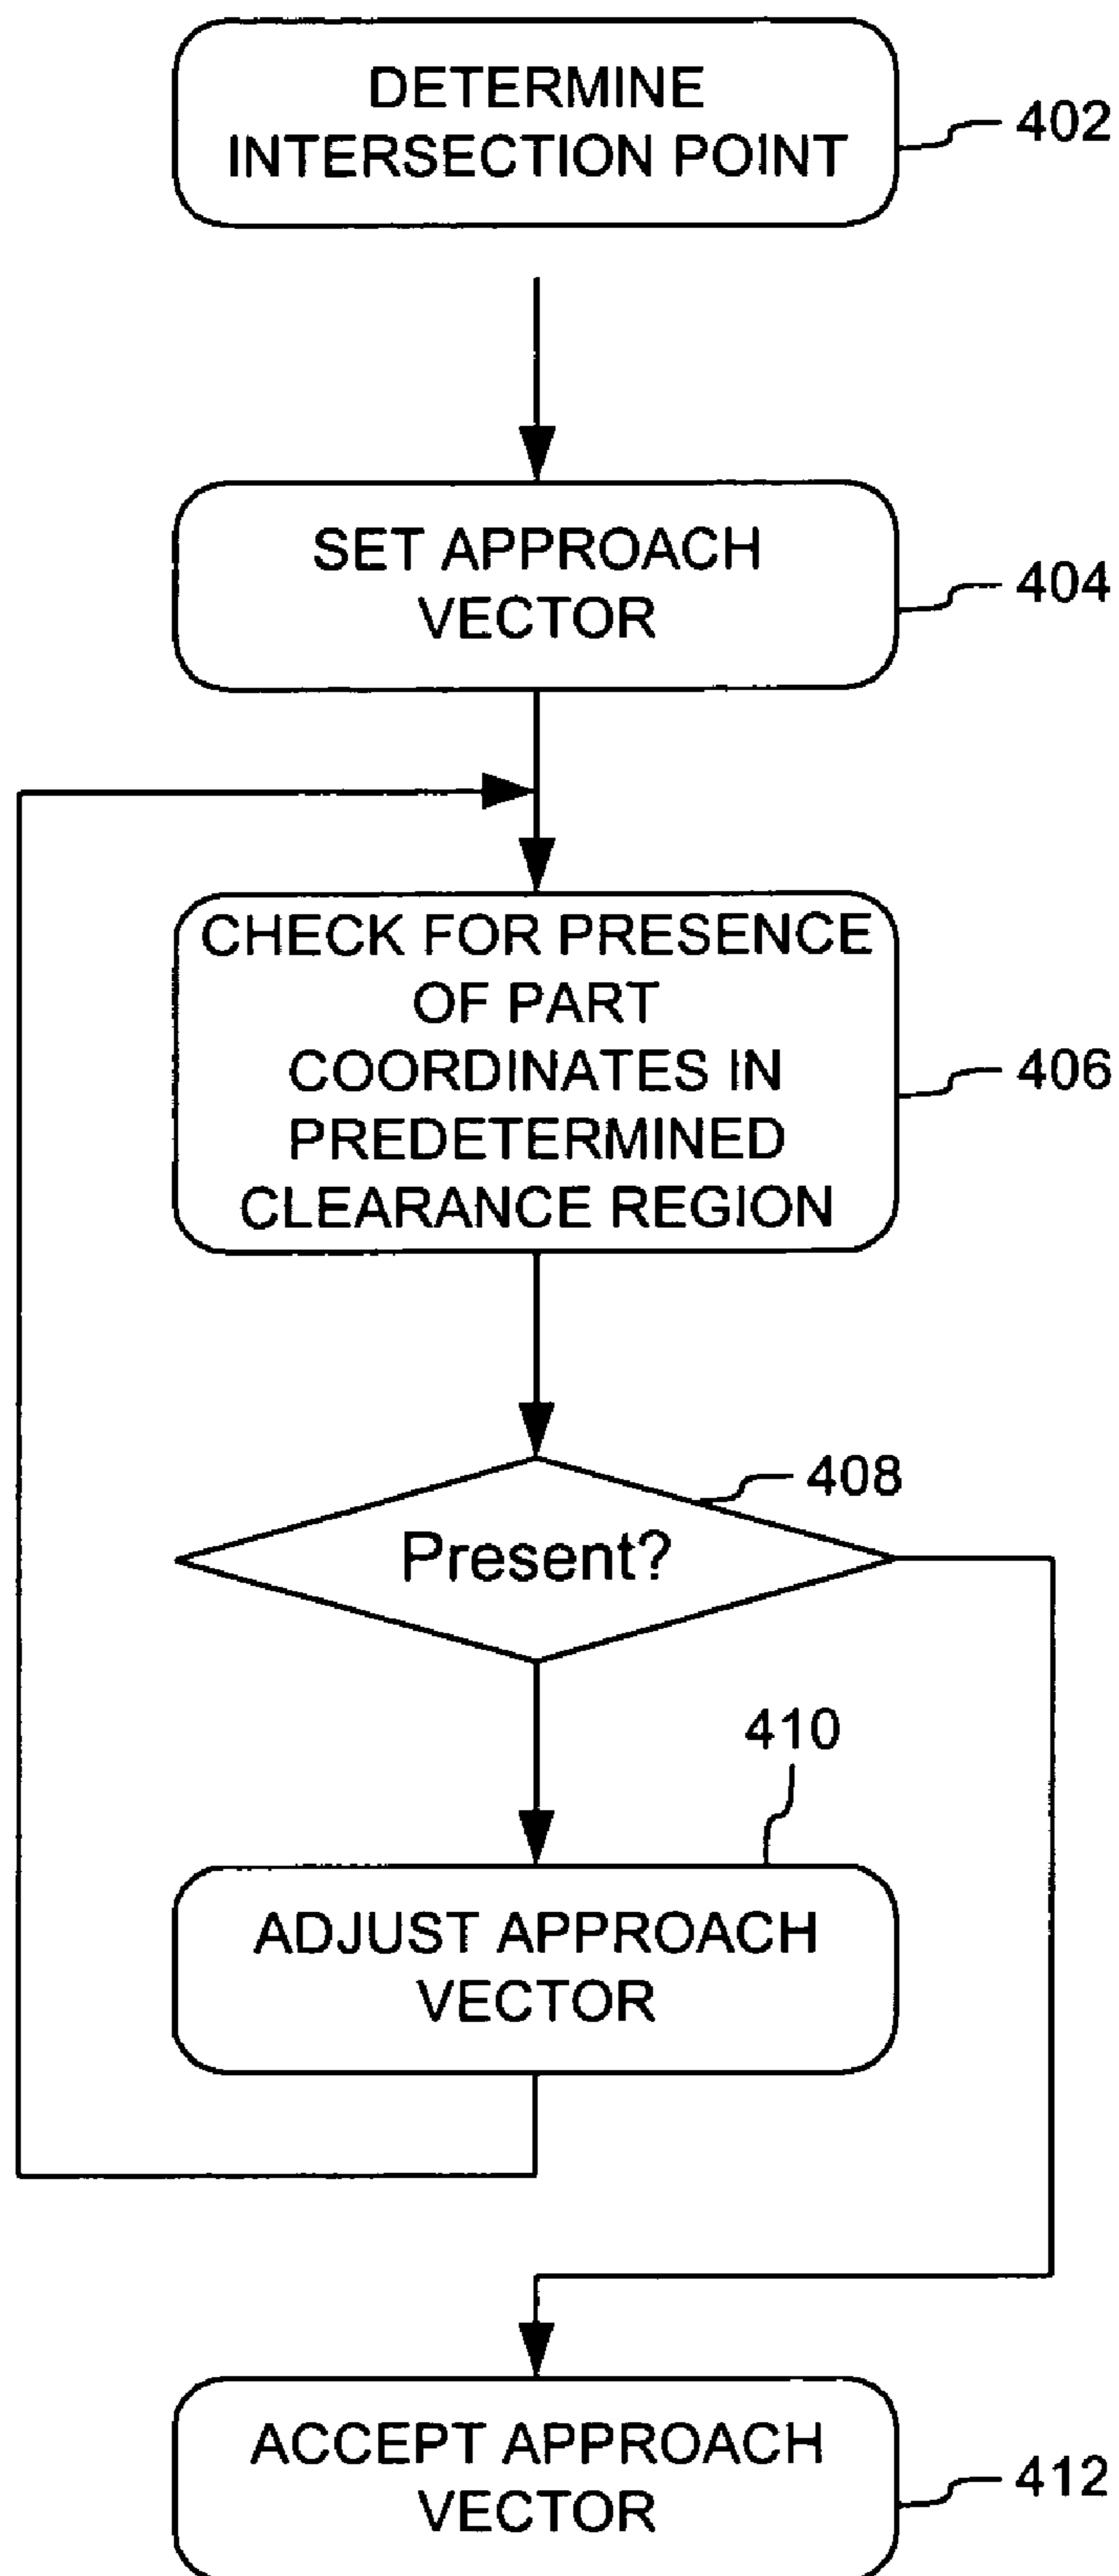 DETERMINE
INTERSECTION POINT
402
SET APPROACH
VECTOR
404
CHECK FOR PRESENCE
OF PART
COORDINATES IN
PREDETERMINED
CLEARANCE REGION
406
408
Present?
410
ADJUST APPROACH
VECTOR
ACCEPT APPROACH
VECTOR
412